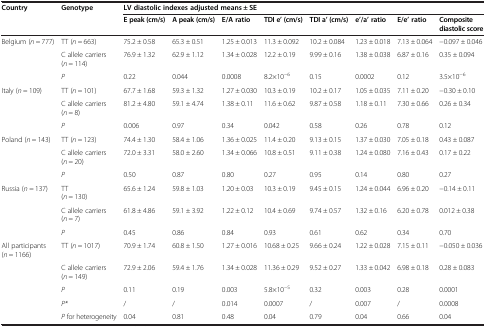 Country Genotype LV diastolic indexes adjusted means ± SE
E peak (cm/s) A peak (cm/s) E/A ratio TDI e′ (cm/s) TDI a′ (cm/s) e′/a′ ratio E/e′ ratio Composite diastolic score
Belgium (n = 777) TT (n = 663) 75.2 ± 0.58 65.3 ± 0.51 1.25 ± 0.013 11.3 ± 0.092 10.2 ± 0.084 1.23 ± 0.018 7.13 ± 0.064 −0.097 ± 0.046
C allele carriers (n = 114) 76.9 ± 1.32 62.9 ± 1.12 1.34 ± 0.028 12.2 ± 0.19 9.99 ± 0.16 1.38 ± 0.038 6.87 ± 0.16 0.35 ± 0.094
P 0.22 0.044 0.0008 8.2×10−6 0.15 0.0002 0.12 3.5×10−6
Italy (n = 109) TT (n = 101) 67.7 ± 1.68 59.3 ± 1.32 1.27 ± 0.030 10.3 ± 0.19 10.2 ± 0.17 1.05 ± 0.035 7.11 ± 0.20 −0.30 ± 0.10
C allele carriers (n = 8) 81.2 ± 4.80 59.1 ± 4.74 1.38 ± 0.11 11.6 ± 0.62 9.87 ± 0.58 1.18 ± 0.11 7.30 ± 0.66 0.26 ± 0.34
P 0.006 0.97 0.34 0.042 0.58 0.26 0.78 0.12
Poland (n = 143) TT (n = 123) 74.4 ± 1.30 58.4 ± 1.06 1.36 ± 0.025 11.4 ± 0.20 9.13 ± 0.15 1.37 ± 0.030 7.05 ± 0.18 0.43 ± 0.087
C allele carriers (n = 20) 72.0 ± 3.31 58.0 ± 2.60 1.34 ± 0.066 10.8 ± 0.51 9.11 ± 0.38 1.24 ± 0.080 7.16 ± 0.43 0.17 ± 0.22
P 0.50 0.87 0.80 0.27 0.95 0.14 0.80 0.27
Russia (n = 137) TT (n = 130) 65.6 ± 1.24 59.8 ± 1.03 1.20 ± 0.03 10.3 ± 0.19 9.45 ± 0.15 1.24 ± 0.044 6.96 ± 0.20 −0.14 ± 0.11
C allele carriers (n = 7) 61.8 ± 4.86 59.1 ± 3.92 1.22 ± 0.12 10.4 ± 0.69 9.74 ± 0.57 1.32 ± 0.16 6.20 ± 0.78 0.012 ± 0.38
P 0.45 0.86 0.84 0.93 0.61 0.62 0.34 0.70
All participants (n = 1166) TT (n = 1017) 70.9 ± 1.74 60.8 ± 1.50 1.27 ± 0.016 10.68 ± 0.25 9.66 ± 0.24 1.22 ± 0.028 7.15 ± 0.11 −0.050 ± 0.036
C allele carriers (n = 149) 72.9 ± 2.06 59.4 ± 1.76 1.34 ± 0.028 11.36 ± 0.29 9.52 ± 0.27 1.33 ± 0.042 6.98 ± 0.18 0.28 ± 0.083
P 0.11 0.19 0.003 5.8×10−5 0.32 0.003 0.28 0.0001
P* / / 0.014 0.0007 / 0.007 / 0.0008
P for heterogeneity 0.04 0.81 0.48 0.04 0.79 0.04 0.66 0.04